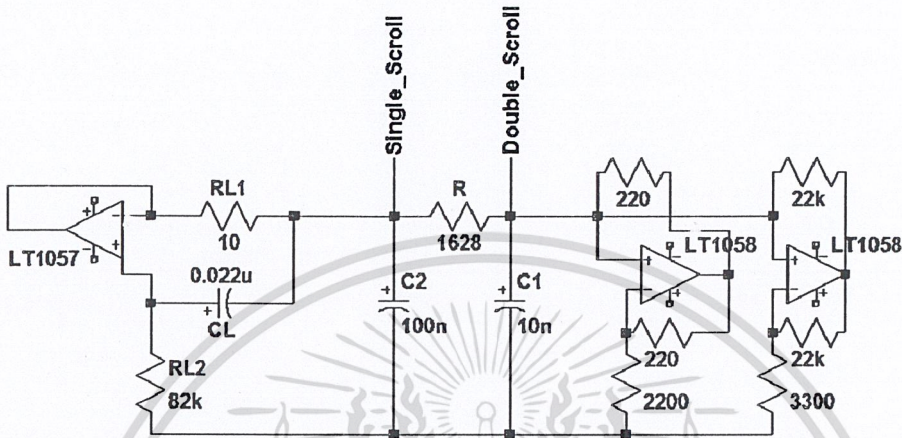 Single_Scroll
Double_Scroll
RL1
10
R
1628
220
22k
LT1057
LT1058
LT1058
0.022u
CL
C2
100n
C1
10n
RL2
82k
220
2200
22k
3300